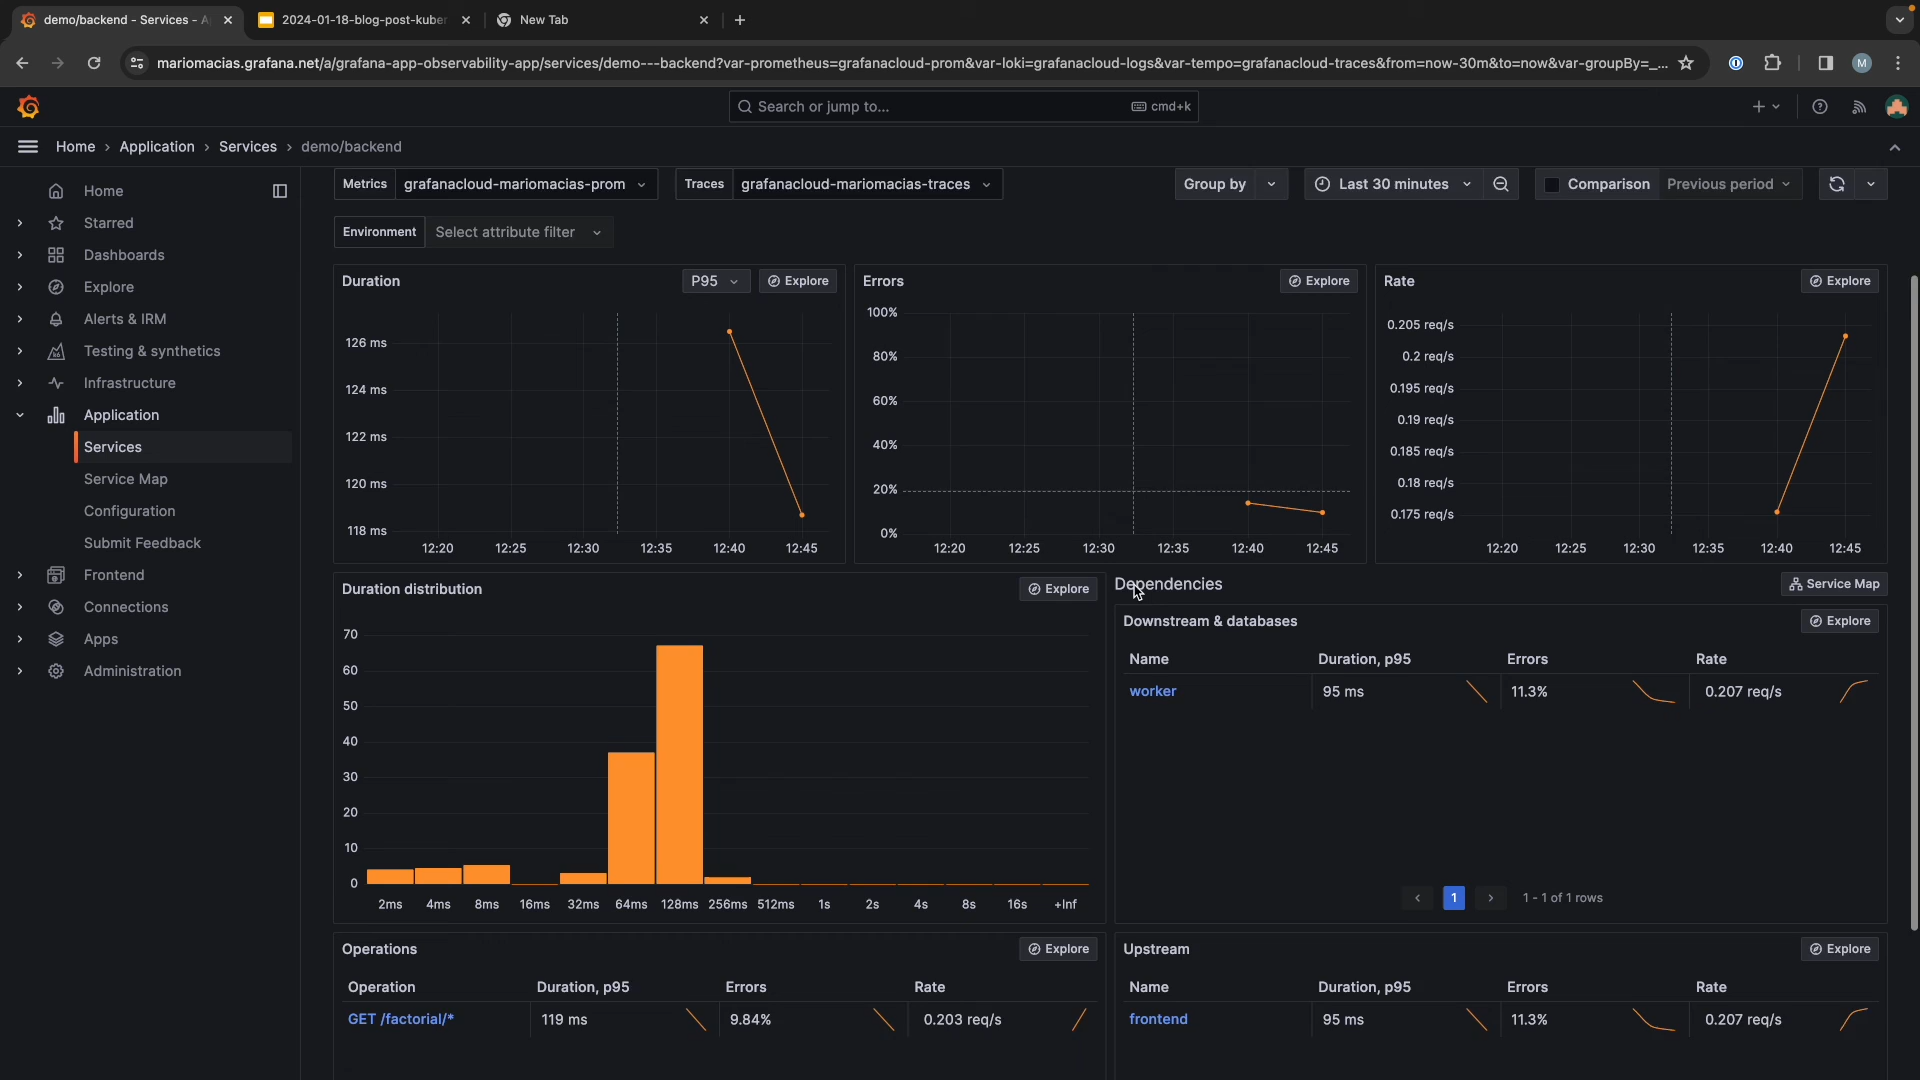 demo/backend - Services - A
2024-01-18-blog-post-kuber
New Tab
mariomacias.grafana.net/a/grafana-app-observability-app/services/demo---backend?var-prometheus=grafanacloud-prom&var-loki=grafanacloud-logs&var-tempo=grafanacloud-traces&from=now-30m&to=now&var-groupBy=_...
M
Search or jump to...
cmd+k
Home › Application › Services › demo/backend
Home
Starred
Dashboards
Explore
Alerts & IRM
Testing & synthetics
Infrastructure
Application
Services
Service Map
Configuration
Submit Feedback
Frontend
Connections
Apps
Administration
Metrics grafanacloud-mariomacias-prom
Traces grafanacloud-mariomacias-traces
Group by
Last 30 minutes
Comparison Previous period
Environment Select attribute filter
Duration P95 Explore
126 ms
124 ms
122 ms
120 ms
118 ms
12:20 12:25 12:30 12:35 12:40 12:45
Errors Explore
100%
80%
60%
40%
20%
0%
12:20 12:25 12:30 12:35 12:40 12:45
Rate Explore
0.205 req/s
0.2 req/s
0.195 req/s
0.19 req/s
0.185 req/s
0.18 req/s
0.175 req/s
12:20 12:25 12:30 12:35 12:40 12:45
Duration distribution Explore
70
60
50
40
30
20
10
0
2ms 4ms 8ms 16ms 32ms 64ms 128ms 256ms 512ms 1s 2s 4s 8s 16s +Inf
Dependencies Service Map
Downstream & databases Explore
Name Duration, p95 Errors Rate
worker 95 ms 11.3% 0.207 req/s
1
1 - 1 of 1 rows
Operations Explore
Operation Duration, p95 Errors Rate
GET /factorial/* 119 ms 9.84% 0.203 req/s
Upstream Explore
Name Duration, p95 Errors Rate
frontend 95 ms 11.3% 0.207 req/s